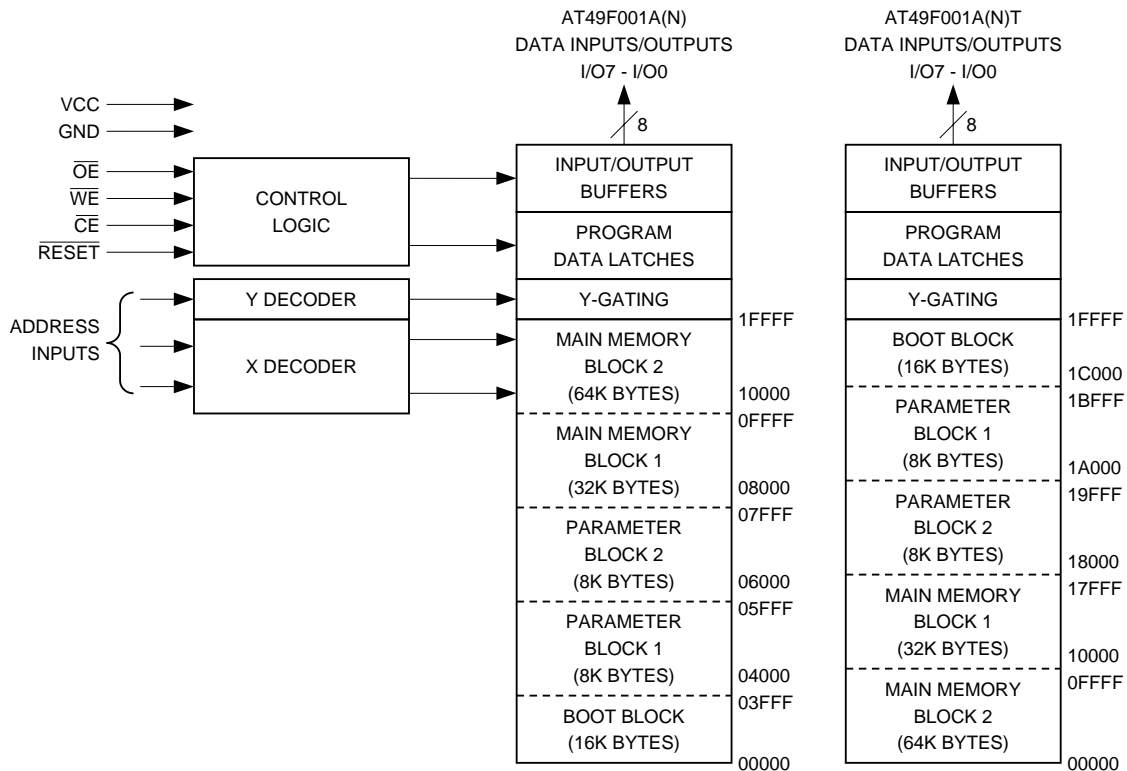 AT49F001A(N)
DATA INPUTS/OUTPUTS
I/O7 - I/O0
8
AT49F001A(N)T
DATA INPUTS/OUTPUTS
I/O7 - I/O0
8
VCC
GND
OE
WE
CE
RESET
ADDRESS
INPUTS
CONTROL
LOGIC
Y DECODER
X DECODER
INPUT/OUTPUT
BUFFERS
PROGRAM
DATA LATCHES
Y-GATING
1FFFF
MAIN MEMORY
BLOCK 2
(64K BYTES)
10000
0FFFF
MAIN MEMORY
BLOCK 1
(32K BYTES)
08000
07FFF
PARAMETER
BLOCK 2
(8K BYTES)
06000
05FFF
PARAMETER
BLOCK 1
(8K BYTES)
04000
03FFF
BOOT BLOCK
(16K BYTES)
00000
INPUT/OUTPUT
BUFFERS
PROGRAM
DATA LATCHES
Y-GATING
1FFFF
BOOT BLOCK
(16K BYTES)
1C000
1BFFF
PARAMETER
BLOCK 1
(8K BYTES)
1A000
19FFF
PARAMETER
BLOCK 2
(8K BYTES)
18000
17FFF
MAIN MEMORY
BLOCK 1
(32K BYTES)
10000
0FFFF
MAIN MEMORY
BLOCK 2
(64K BYTES)
00000